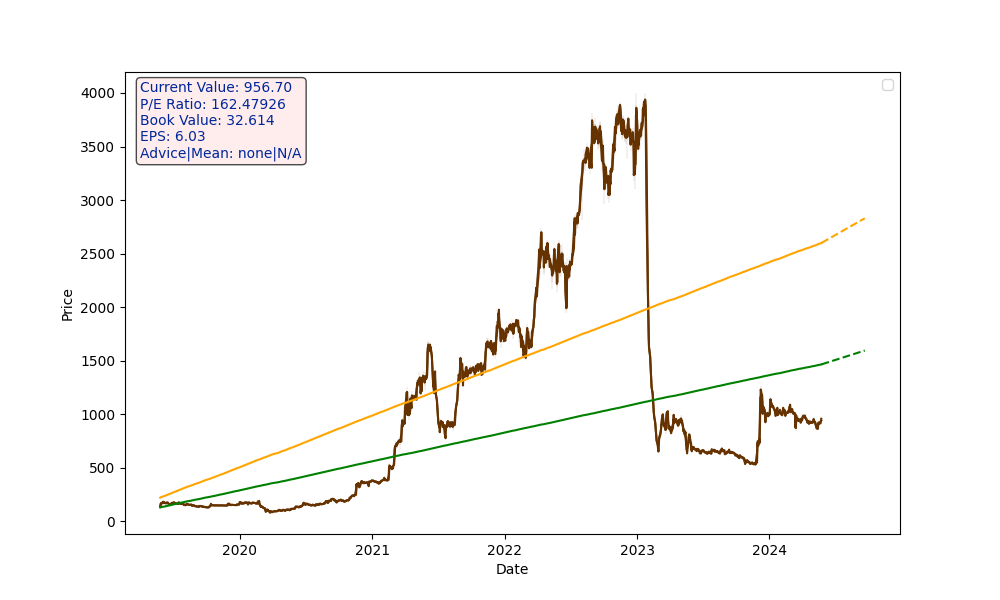 Current Value: 956.70
P/E Ratio: 162.47926
Book Value: 32.614
EPS: 6.03
Advice|Mean: none|N/A
4000
3500
3000
2500
2000
1500
1000
500
0
Price
2020 2021 2022 2023 2024
Date